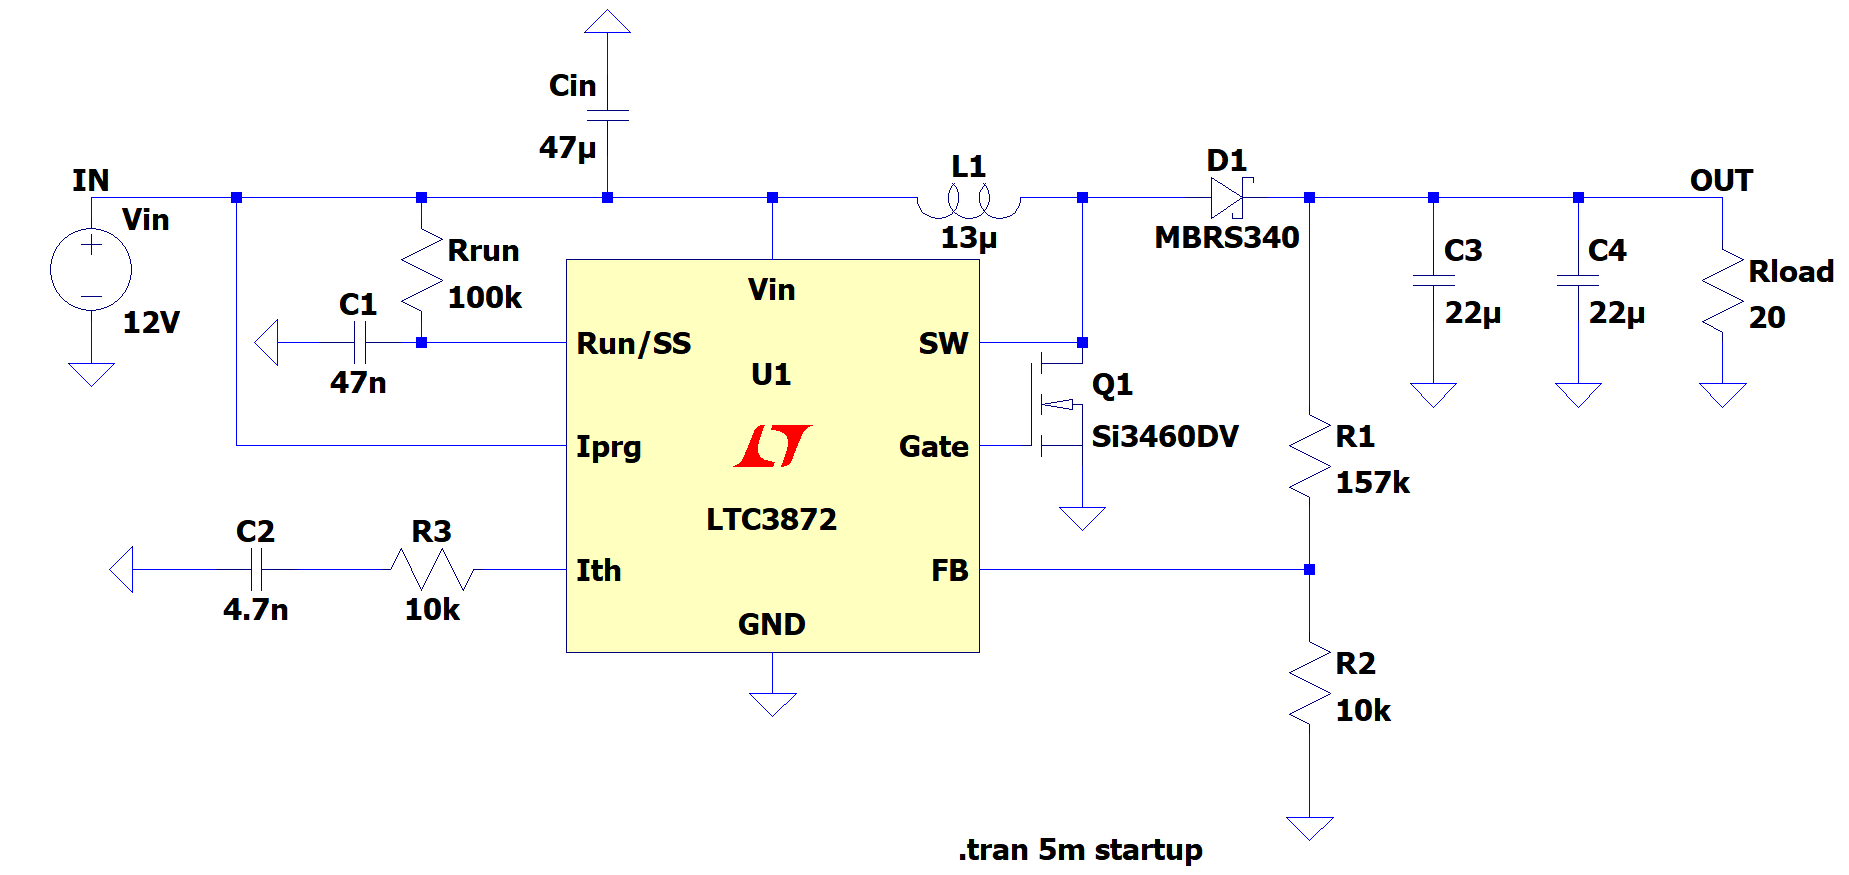 Cin
47µ
IN
Vin
12V
Rrun
100k
C1
47n
L1
13µ
D1
MBRS340
OUT
C3
22µ
C4
22µ
Rload
20
Vin
Run/SS
SW
U1
Iprg
Gate
LTC3872
Ith
FB
GND
Q1
Si3460DV
R1
157k
C2
4.7n
R3
10k
R2
10k
.tran 5m startup